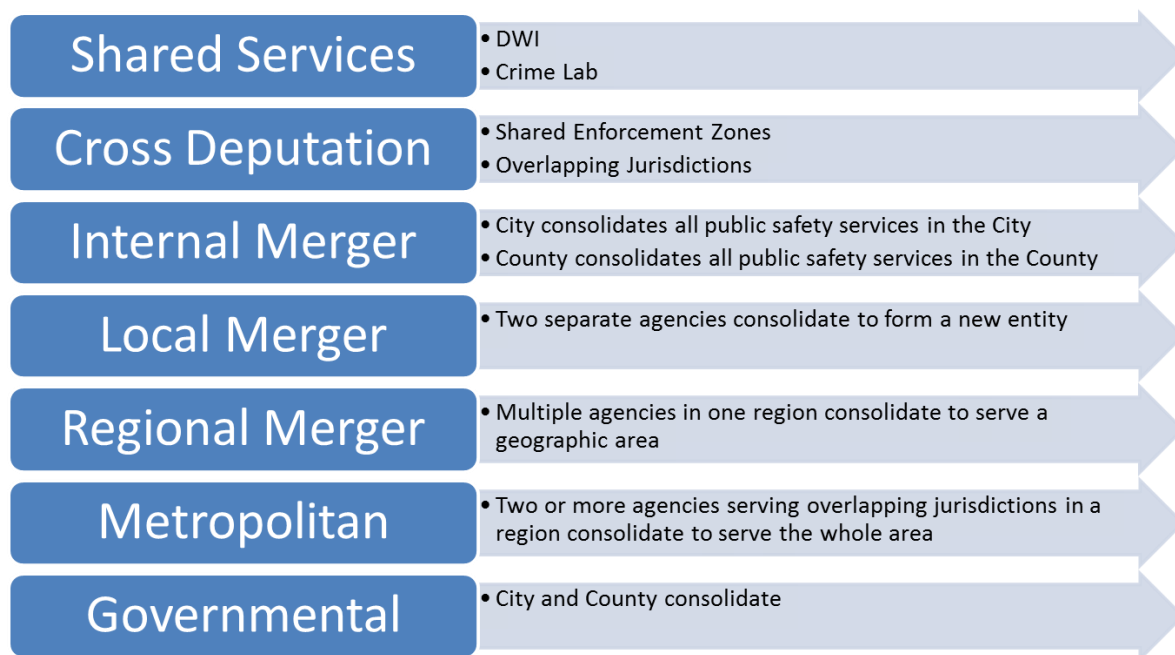 Shared Services
• DWI
• Crime Lab
Cross Deputation
• Shared Enforcement Zones
• Overlapping Jurisdictions
Internal Merger
• City consolidates all public safety services in the City
• County consolidates all public safety services in the County
Local Merger
• Two separate agencies consolidate to form a new entity
Regional Merger
• Multiple agencies in one region consolidate to serve a
geographic area
Metropolitan
• Two or more agencies serving overlapping jurisdictions in a
region consolidate to serve the whole area
Governmental
• City and County consolidate